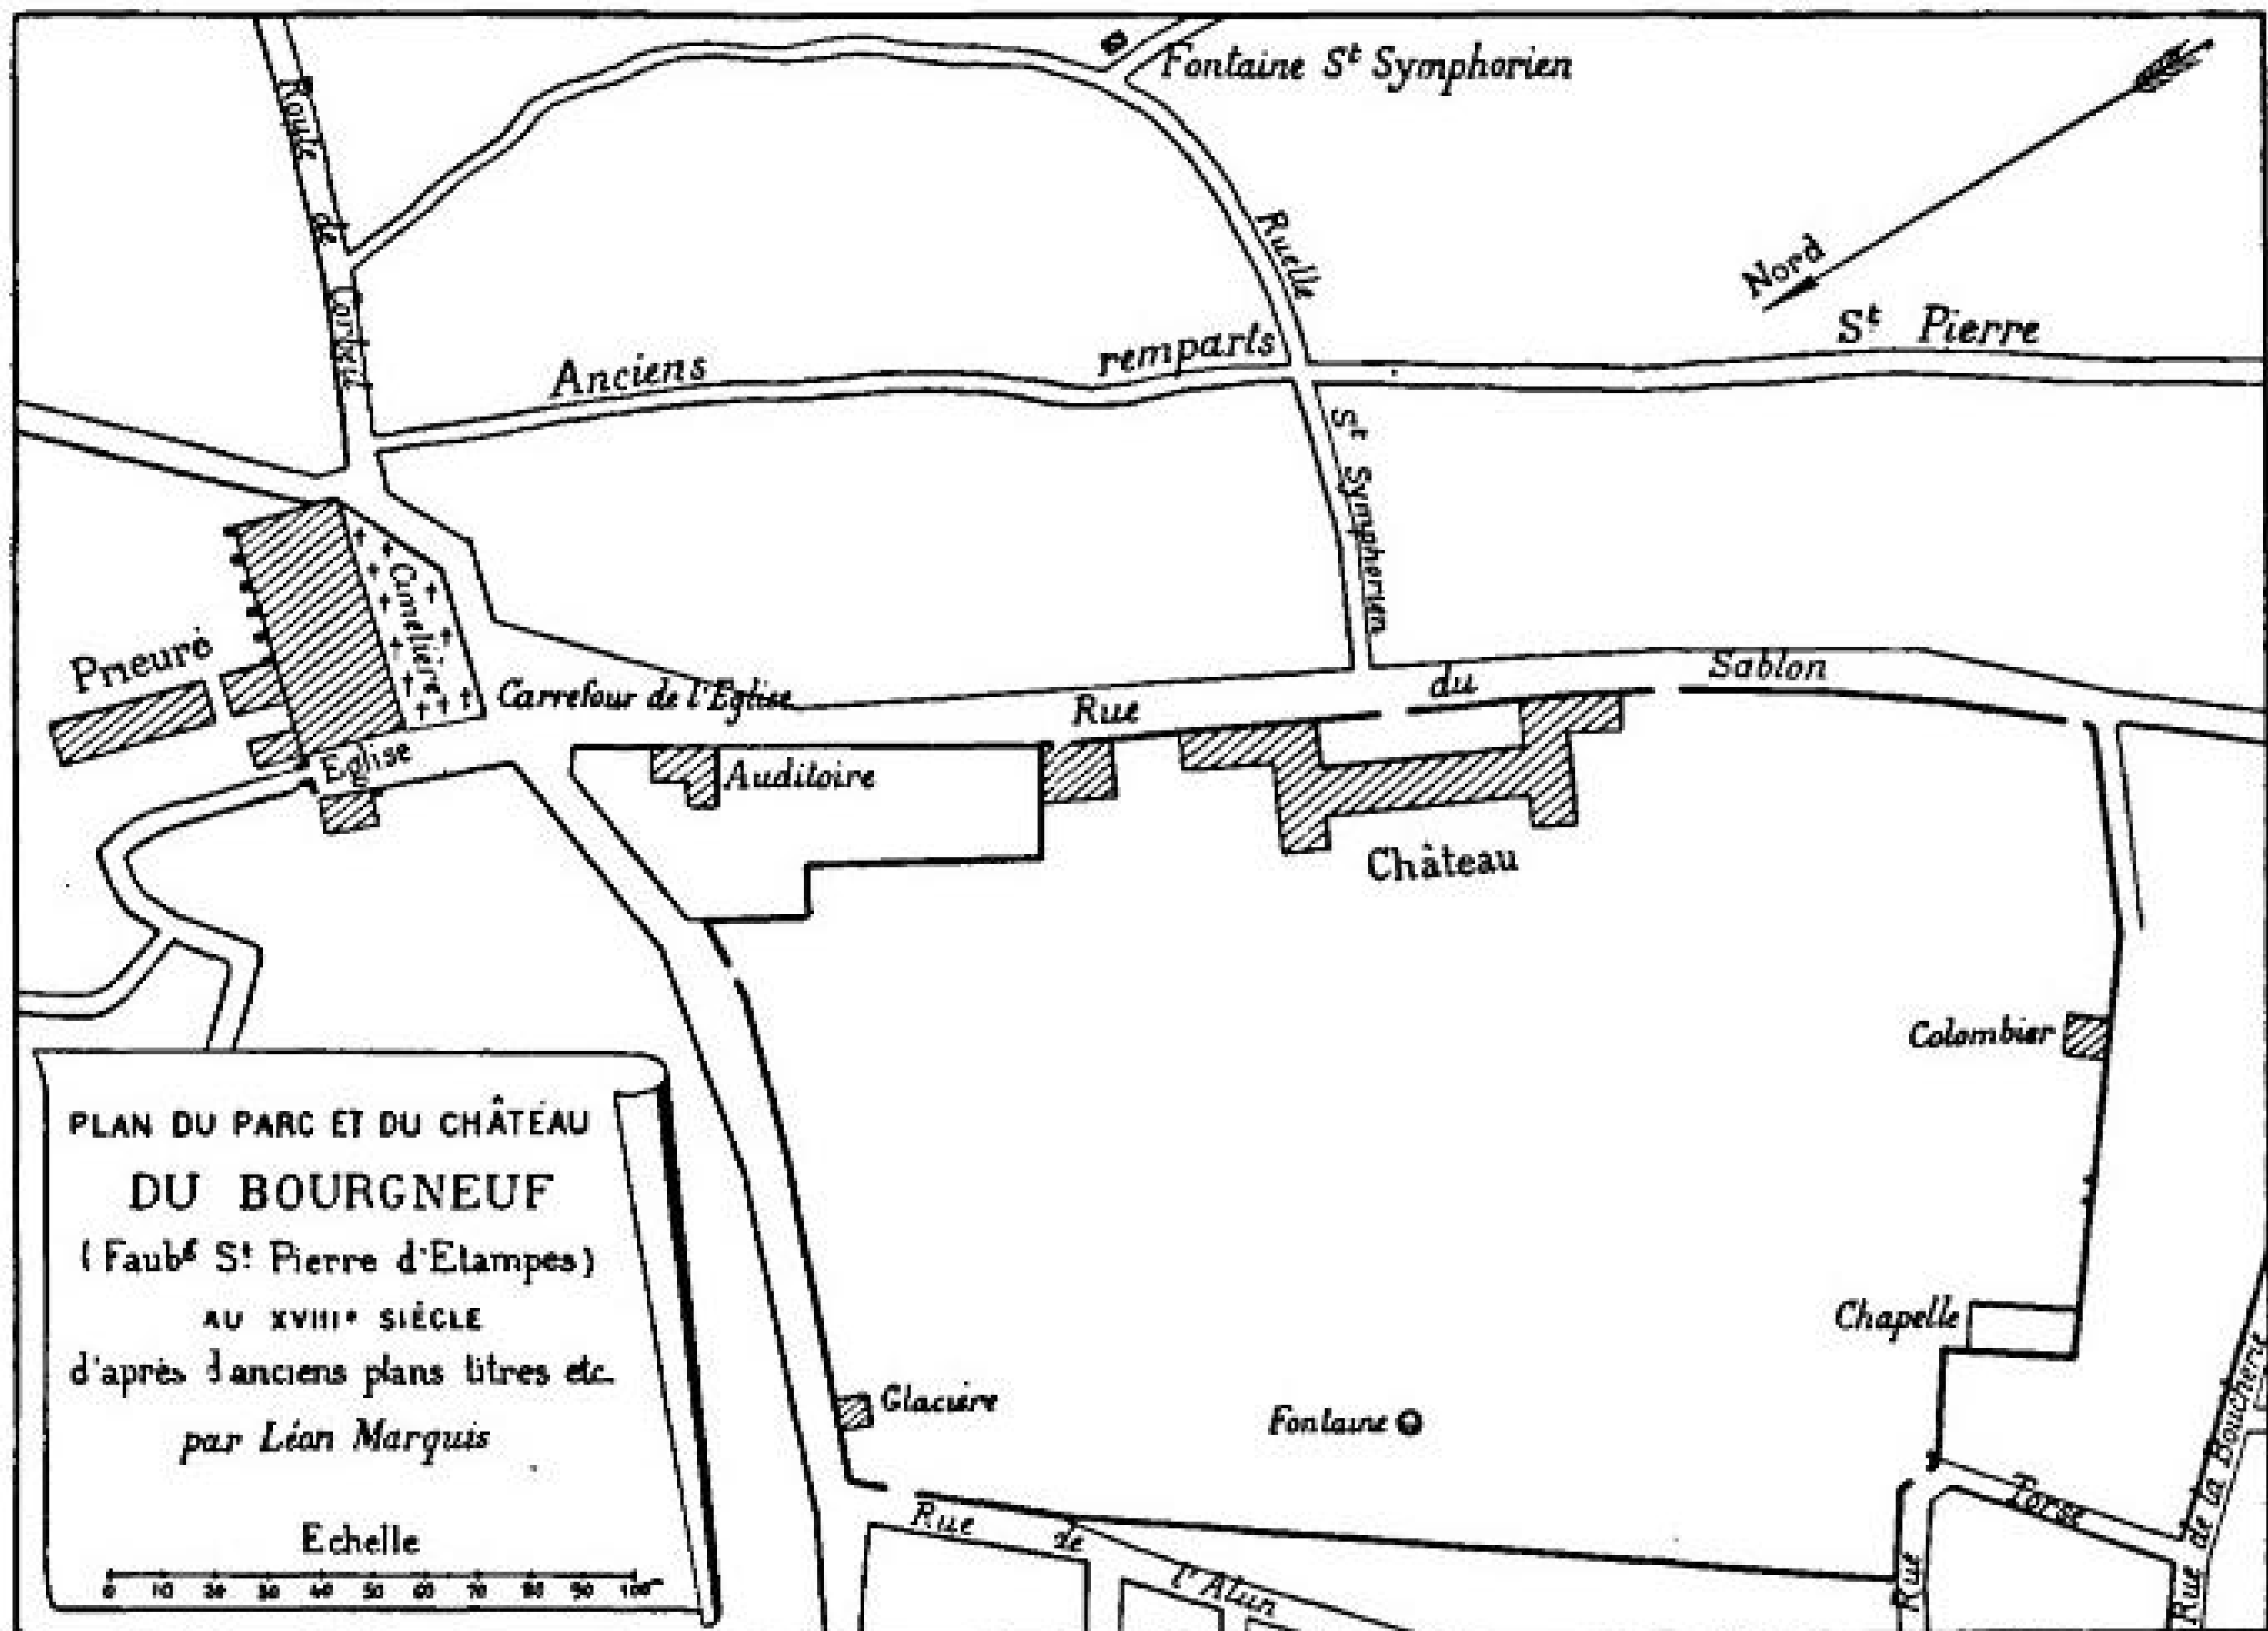 Fontaine Sᵗ Symphorien
Route de Corbeil
Ruelle Sᵗ Symphorien
Nord
Anciens remparts Sᵗ Pierre
Cimetière
Prieuré
Carrefour de l'Eglise
Rue du Sablon
Eglise
Auditoire
Château
Colombier
Chapelle
Glacière
Fontaine
Rue de l'Alun
Rue Torse
Rue de la Boucherie
PLAN DU PARC ET DU CHÂTEAU
DU BOURGNEUF
(Faubᵍ Sᵗ Pierre d'Etampes)
AU XVIIIᵉ SIÈCLE
d'après d'anciens plans titres etc.
par Léon Marquis
Echelle
0 10 20 30 40 50 60 70 80 90 100ᵐ